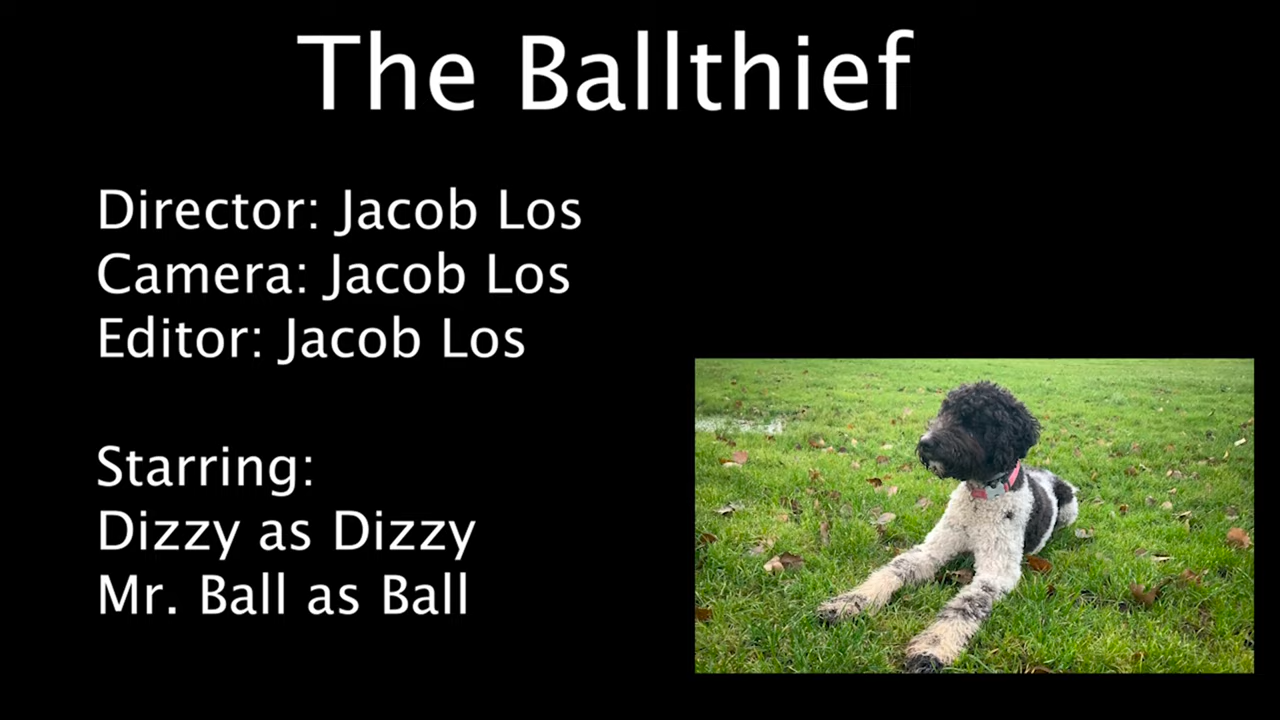 The Ballthief
Director: Jacob Los
Camera: Jacob Los
Editor: Jacob Los
Starring:
Dizzy as Dizzy
Mr. Ball as Ball